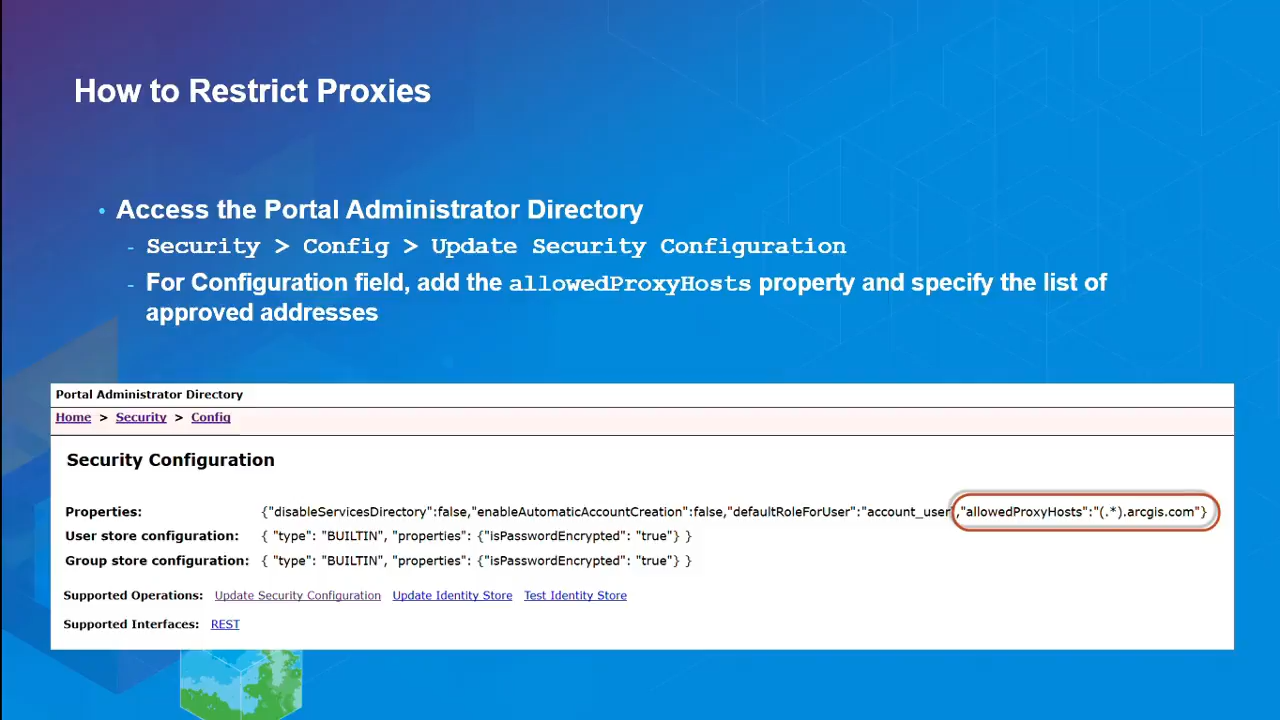 How to Restrict Proxies
• Access the Portal Administrator Directory
- Security > Config > Update Security Configuration
- For Configuration field, add the allowedProxyHosts property and specify the list of
approved addresses
Portal Administrator Directory
Home > Security > Config
Security Configuration
Properties: {"disableServicesDirectory":false,"enableAutomaticAccountCreation":false,"defaultRoleForUser":"account_user","allowedProxyHosts":"(.*).arcgis.com"}
User store configuration: { "type": "BUILTIN", "properties": {"isPasswordEncrypted": "true"} }
Group store configuration: { "type": "BUILTIN", "properties": {"isPasswordEncrypted": "true"} }
Supported Operations: Update Security Configuration Update Identity Store Test Identity Store
Supported Interfaces: REST